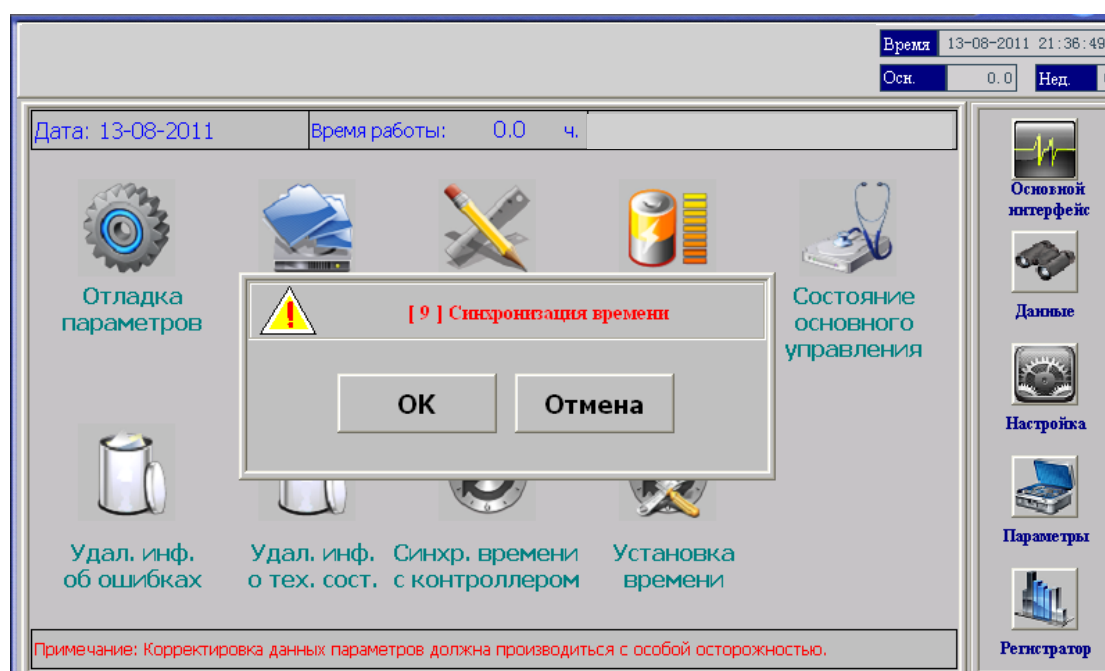 Время 13-08-2011 21:36:49
Осн. 0.0 Нед.
Дата: 13-08-2011 Время работы: 0.0 ч.
Основной
интерфейс
Отладка
параметров
Состояние
основного
управления
[ 9 ] Синхронизация времени
ОК Отмена
Данные
Настройка
Удал. инф.
об ошибках
Удал. инф.
о тех. сост.
Синхр. времени
с контроллером
Установка
времени
Параметры
Регистратор
Примечание: Корректировка данных параметров должна производиться с особой осторожностью.